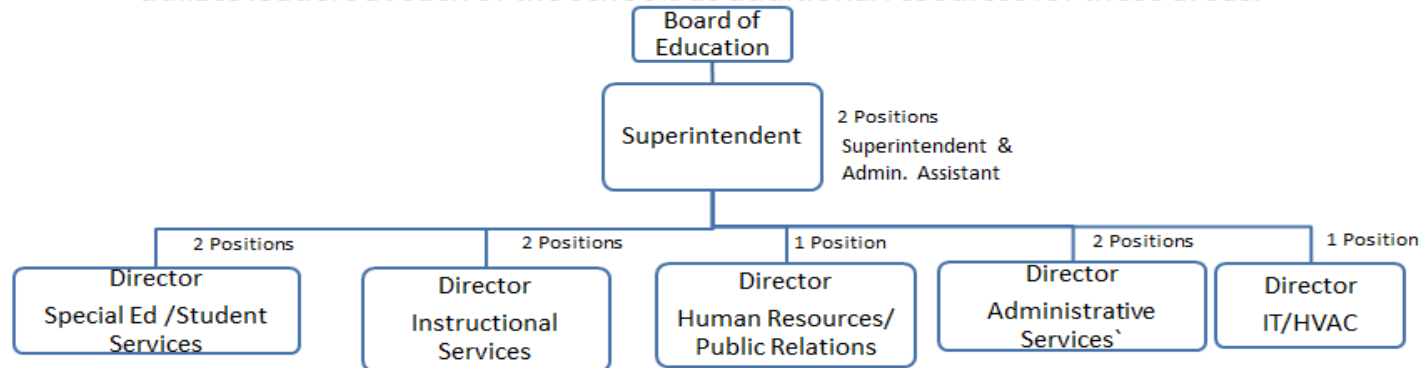 Board of
Education
Superintendent
2 Positions
Superintendent &
Admin. Assistant
2 Positions
2 Positions
1 Position
2 Positions
1 Position
Director
Special Ed /Student
Services
Director
Instructional
Services
Director
Human Resources/
Public Relations
Director
Administrative
Services`
Director
IT/HVAC